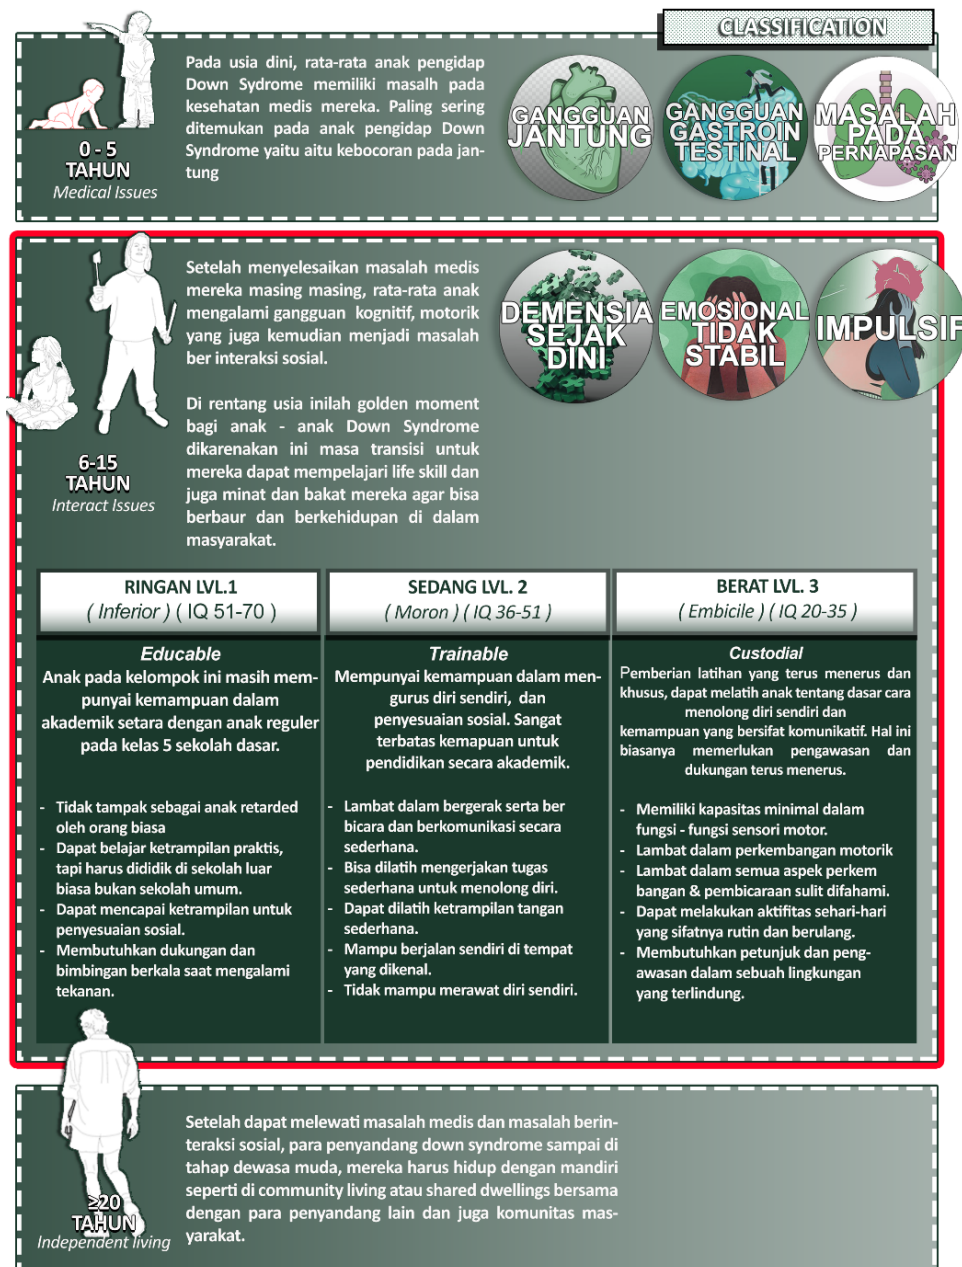 CLASSIFICATION
Pada usia dini, rata-rata anak pengidap
Down Sydrome memiliki masalh pada
kesehatan medis mereka. Paling sering
ditemukan pada anak pengidap Down
Syndrome yaitu aitu kebocoran pada jan-
tung
0 - 5
TAHUN
Medical Issues
GANGGUAN
JANTUNG
GANGGUAN
GASTROIN
TESTINAL
MASALAH
PADA
PERNAPASAN
Setelah menyelesaikan masalah medis
mereka masing masing, rata-rata anak
mengalami gangguan kognitif, motorik
yang juga kemudian menjadi masalah
ber interaksi sosial.
Di rentang usia inilah golden moment
bagi anak - anak Down Syndrome
dikarenakan ini masa transisi untuk
mereka dapat mempelajari life skill dan
juga minat dan bakat mereka agar bisa
berbaur dan berkehidupan di dalam
masyarakat.
6-15
TAHUN
Interact Issues
DEMENSIA
SEJAK
DINI
EMOSIONAL
TIDAK
STABIL
IMPULSIF
RINGAN LVL.1
( Inferior ) ( IQ 51-70 )
Educable
Anak pada kelompok ini masih mem-
punyai kemampuan dalam
akademik setara dengan anak reguler
pada kelas 5 sekolah dasar.
- Tidak tampak sebagai anak retarded
oleh orang biasa
- Dapat belajar ketrampilan praktis,
tapi harus dididik di sekolah luar
biasa bukan sekolah umum.
- Dapat mencapai ketrampilan untuk
penyesuaian sosial.
- Membutuhkan dukungan dan
bimbingan berkala saat mengalami
tekanan.
SEDANG LVL. 2
( Moron ) ( IQ 36-51 )
Trainable
Mempunyai kemampuan dalam men-
gurus diri sendiri, dan
penyesuaian sosial. Sangat
terbatas kemapuan untuk
pendidikan secara akademik.
- Lambat dalam bergerak serta ber
bicara dan berkomunikasi secara
sederhana.
- Bisa dilatih mengerjakan tugas
sederhana untuk menolong diri.
- Dapat dilatih ketrampilan tangan
sederhana.
- Mampu berjalan sendiri di tempat
yang dikenal.
- Tidak mampu merawat diri sendiri.
BERAT LVL. 3
( Embicile ) ( IQ 20-35 )
Custodial
Pemberian latihan yang terus menerus dan
khusus, dapat melatih anak tentang dasar cara
menolong diri sendiri dan
kemampuan yang bersifat komunikatif. Hal ini
biasanya memerlukan pengawasan dan
dukungan terus menerus.
- Memiliki kapasitas minimal dalam
fungsi - fungsi sensori motor.
- Lambat dalam perkembangan motorik
- Lambat dalam semua aspek perkem
bangan & pembicaraan sulit difahami.
- Dapat melakukan aktifitas sehari-hari
yang sifatnya rutin dan berulang.
- Membutuhkan petunjuk dan peng-
awasan dalam sebuah lingkungan
yang terlindung.
Setelah dapat melewati masalah medis dan masalah berin-
teraksi sosial, para penyandang down syndrome sampai di
tahap dewasa muda, mereka harus hidup dengan mandiri
seperti di community living atau shared dwellings bersama
dengan para penyandang lain dan juga komunitas mas-
yarakat.
≥20
TAHUN
Independent living